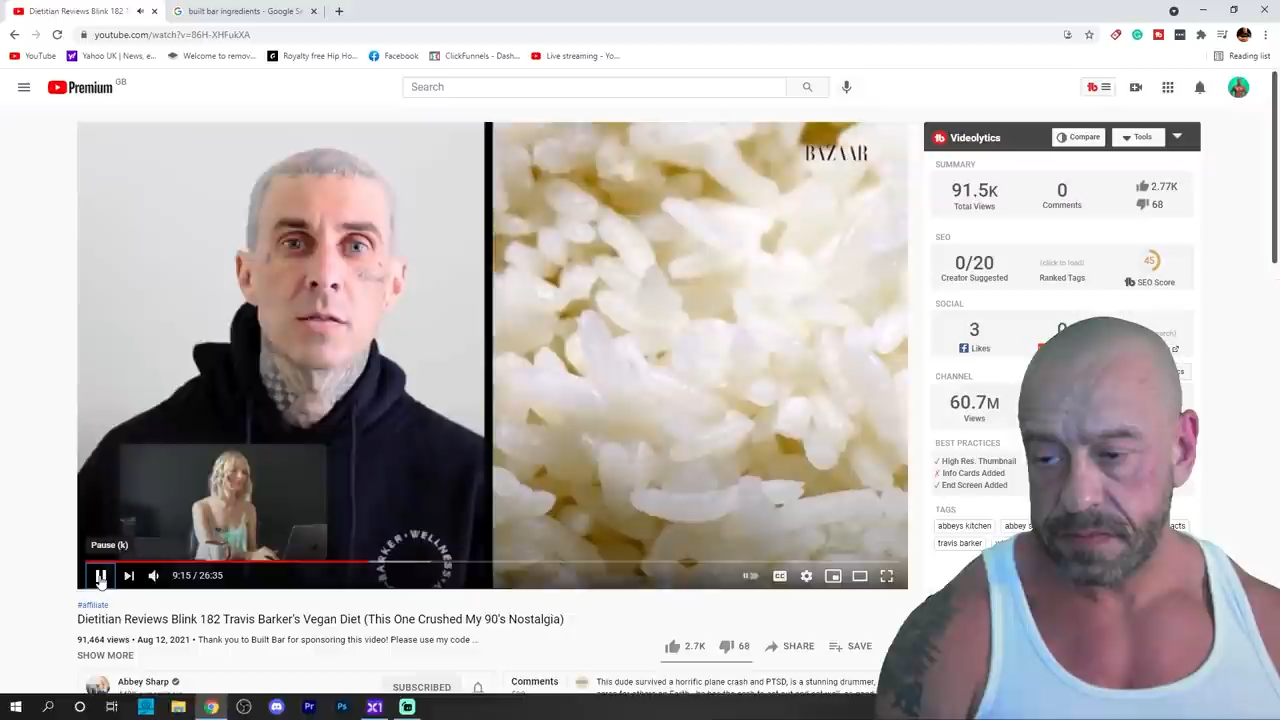 Dietitian Reviews Blink 182 T
built bar ingredients - Google Se
youtube.com/watch?v=86H-XHFukXA
YouTube
Yahoo UK | News, e...
Welcome to remov...
Royalty free Hip Ho...
Facebook
ClickFunnels - Dash...
Live streaming - Yo...
Reading list
Premium GB
Search
BAZAAR
Videolytics
Compare
Tools
SUMMARY
91.5K
Total Views
0
Comments
2.77K
68
SEO
0/20
Creator Suggested
(click to load)
Ranked Tags
45
SEO Score
SOCIAL
3
Likes
CHANNEL
60.7M
Views
BEST PRACTICES
✓ High Res. Thumbnail
✗ Info Cards Added
✓ End Screen Added
TAGS
abbeys kitchen
abbey s
travis barker
Pause (k)
9:15 / 26:35
BARKER WELLNESS
CC
#affiliate
Dietitian Reviews Blink 182 Travis Barker's Vegan Diet (This One Crushed My 90's Nostalgia)
91,464 views • Aug 12, 2021 • Thank you to Built Bar for sponsoring this video! Please use my code ...
2.7K
68
SHARE
SAVE
SHOW MORE
Abbey Sharp
SUBSCRIBED
Comments
This dude survived a horrific plane crash and PTSD, is a stunning drummer,